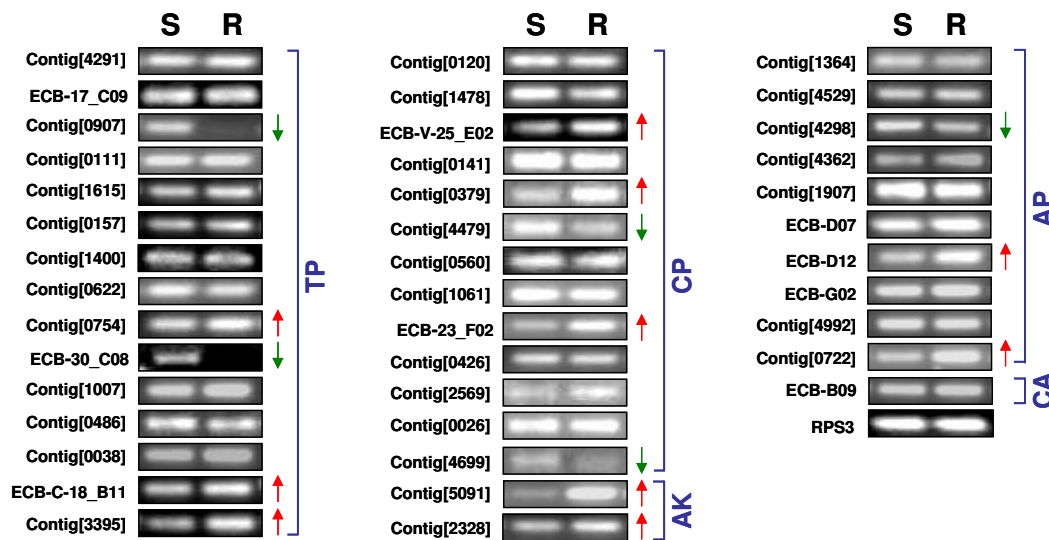 S R
Contig[4291]
ECB-17_C09
Contig[0907]
Contig[0111]
Contig[1615]
Contig[0157]
Contig[1400]
Contig[0622]
Contig[0754]
ECB-30_C08
Contig[1007]
Contig[0486]
Contig[0038]
ECB-C-18_B11
Contig[3395]
TP
S R
Contig[0120]
Contig[1478]
ECB-V-25_E02
Contig[0141]
Contig[0379]
Contig[4479]
Contig[0560]
Contig[1061]
ECB-23_F02
Contig[0426]
Contig[2569]
Contig[0026]
Contig[4699]
Contig[5091]
Contig[2328]
CP
AK
S R
Contig[1364]
Contig[4529]
Contig[4298]
Contig[4362]
Contig[1907]
ECB-D07
ECB-D12
ECB-G02
Contig[4992]
Contig[0722]
ECB-B09
RPS3
AP
CA